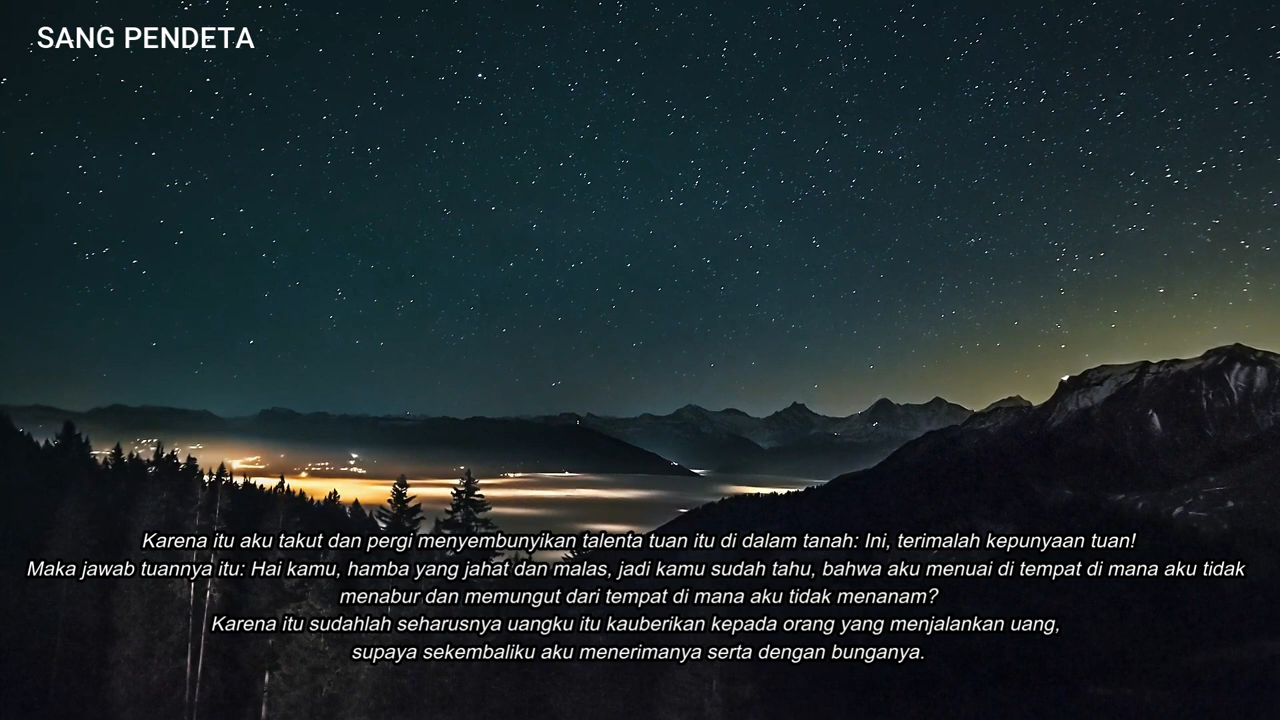 SANG PENDETA
Karena itu aku takut dan pergi menyembunyikan talenta tuan itu di dalam tanah: Ini, terimalah kepunyaan tuan!
Maka jawab tuannya itu: Hai kamu, hamba yang jahat dan malas, jadi kamu sudah tahu, bahwa aku menuai di tempat di mana aku tidak
menabur dan memungut dari tempat di mana aku tidak menanam?
Karena itu sudahlah seharusnya uangku itu kauberikan kepada orang yang menjalankan uang,
supaya sekembaliku aku menerimanya serta dengan bunganya.